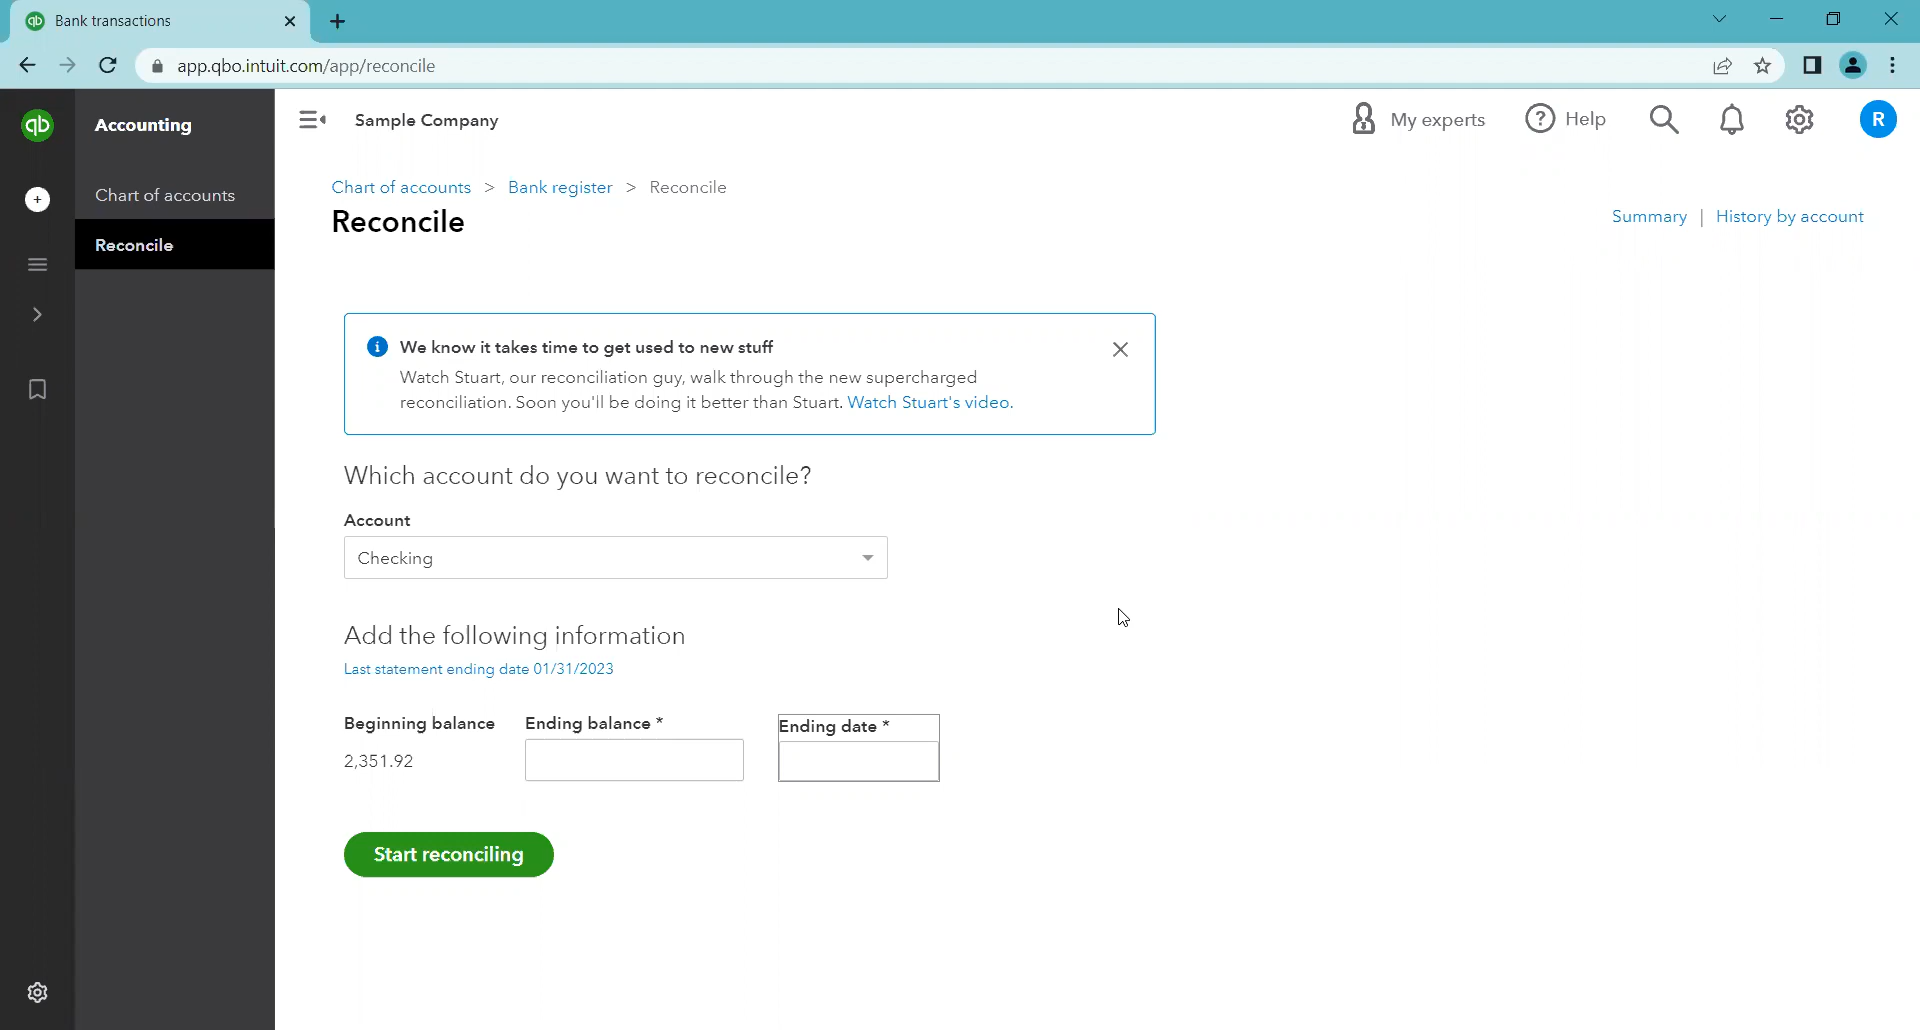 Bank transactions
app.qbo.intuit.com/app/reconcile
qb
Accounting
Sample Company
My experts
Help
R
Chart of accounts
Reconcile
Chart of accounts > Bank register > Reconcile
Reconcile
Summary | History by account
We know it takes time to get used to new stuff
Watch Stuart, our reconciliation guy, walk through the new supercharged
reconciliation. Soon you'll be doing it better than Stuart. Watch Stuart's video.
Which account do you want to reconcile?
Account
Checking
Add the following information
Last statement ending date 01/31/2023
Beginning balance Ending balance * Ending date *
2,351.92
Start reconciling